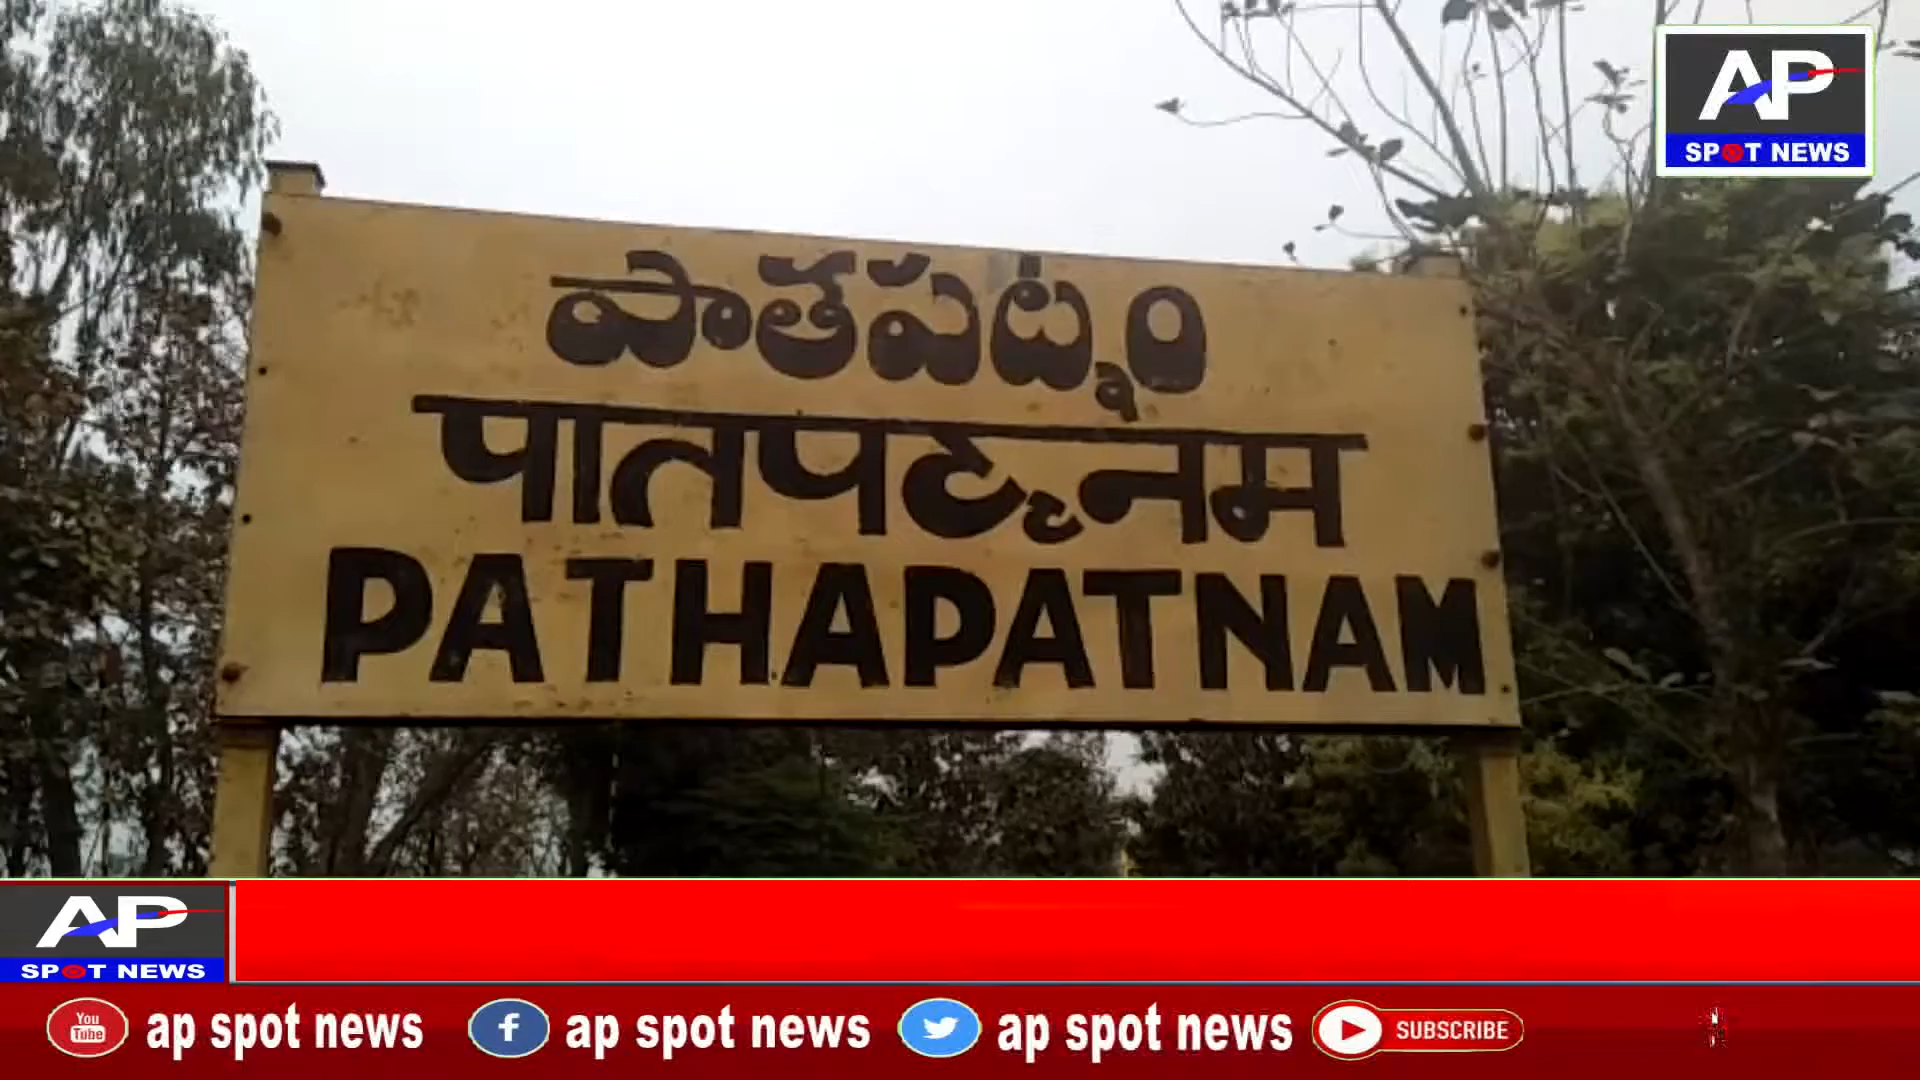 AP
SPOT NEWS
పాతపట్నం
पातपट्नम
PATHAPATNAM
AP
SPOT NEWS
You Tube ap spot news f ap spot news ap spot news SUBSCRIBE